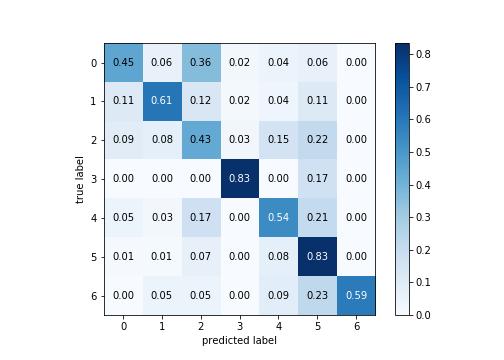 0 0.45 0.06 0.36 0.02 0.04 0.06 0.00
1 0.11 0.61 0.12 0.02 0.04 0.11 0.00
2 0.09 0.08 0.43 0.03 0.15 0.22 0.00
3 0.00 0.00 0.00 0.83 0.00 0.17 0.00
4 0.05 0.03 0.17 0.00 0.54 0.21 0.00
5 0.01 0.01 0.07 0.00 0.08 0.83 0.00
6 0.00 0.05 0.05 0.00 0.09 0.23 0.59
0 1 2 3 4 5 6
predicted label
true label
0.8
0.7
0.6
0.5
0.4
0.3
0.2
0.1
0.0